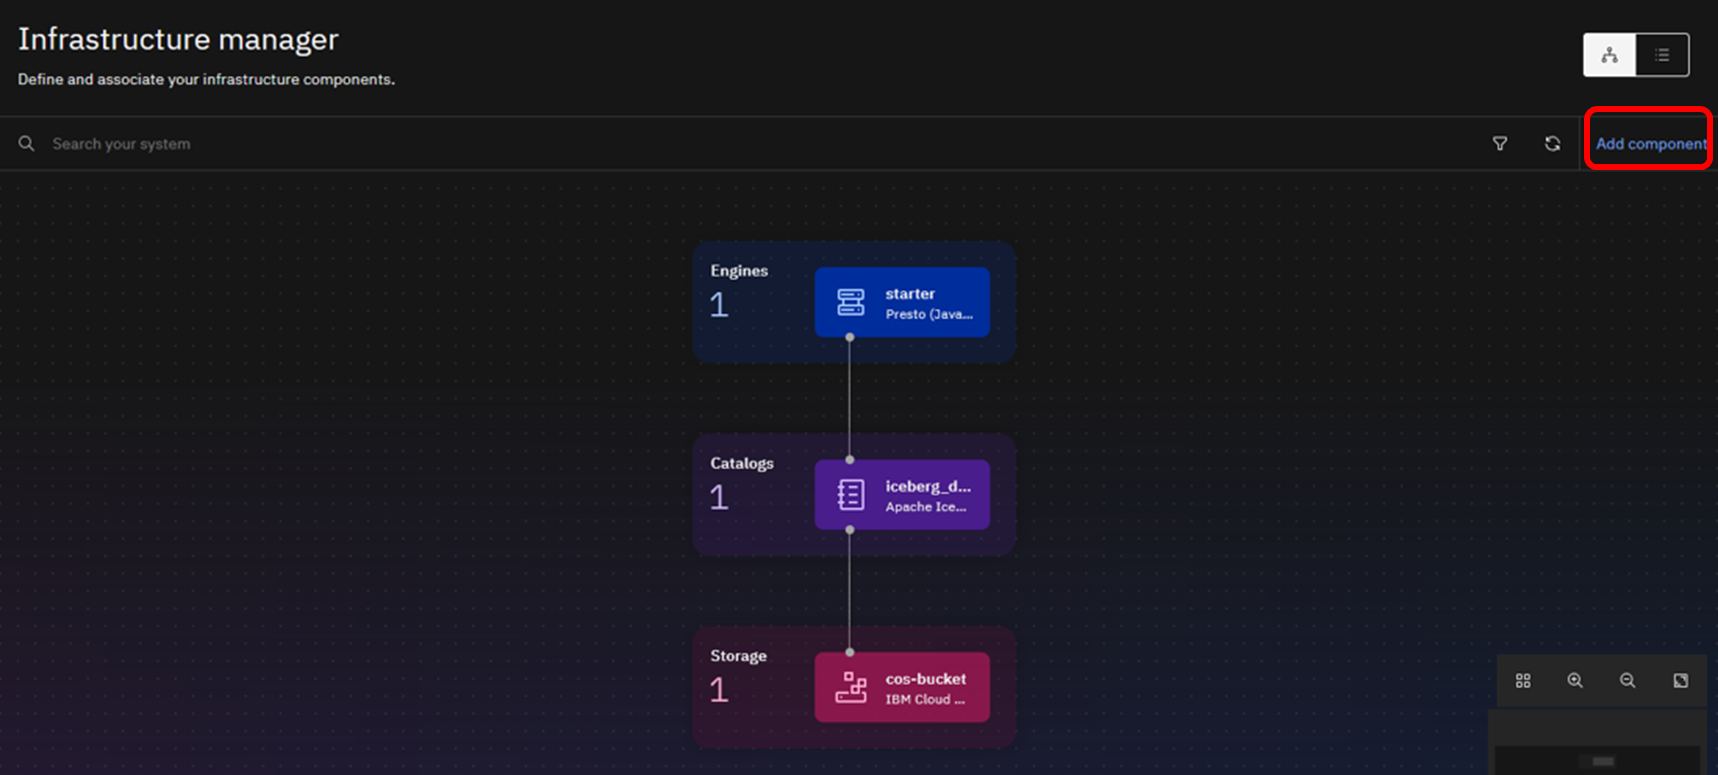 Infrastructure manager
Define and associate your infrastructure components.
Search your system
Add component
Engines
1
starter
Presto (Java...
Catalogs
1
iceberg_d...
Apache Ice...
Storage
1
cos-bucket
IBM Cloud ...